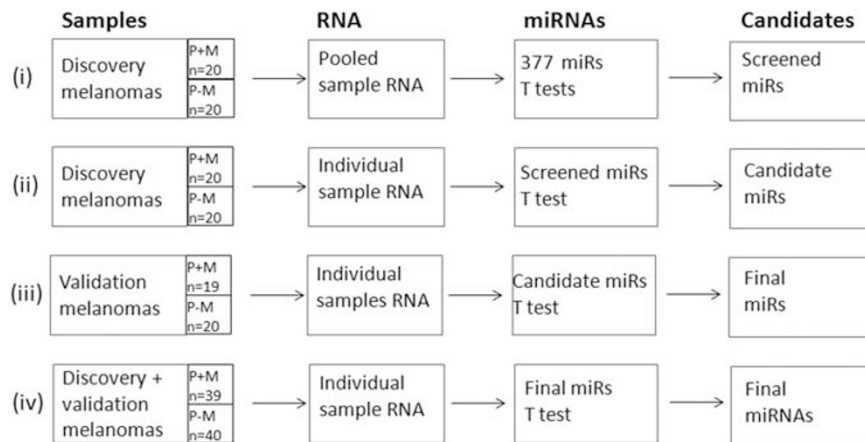 Samples RNA miRNAs Candidates
(i)
Discovery
melanomas
P+M
n=20
P-M
n=20
Pooled
sample RNA
377 miRs
T tests
Screened
miRs
(ii)
Discovery
melanomas
P+M
n=20
P-M
n=20
Individual
sample RNA
Screened miRs
T test
Candidate
miRs
(iii)
Validation
melanomas
P+M
n=19
P-M
n=20
Individual
samples RNA
Candidate miRs
T test
Final
miRs
(iv)
Discovery +
validation
melanomas
P+M
n=39
P-M
n=40
Individual
sample RNA
Final miRs
T test
Final
miRNAs